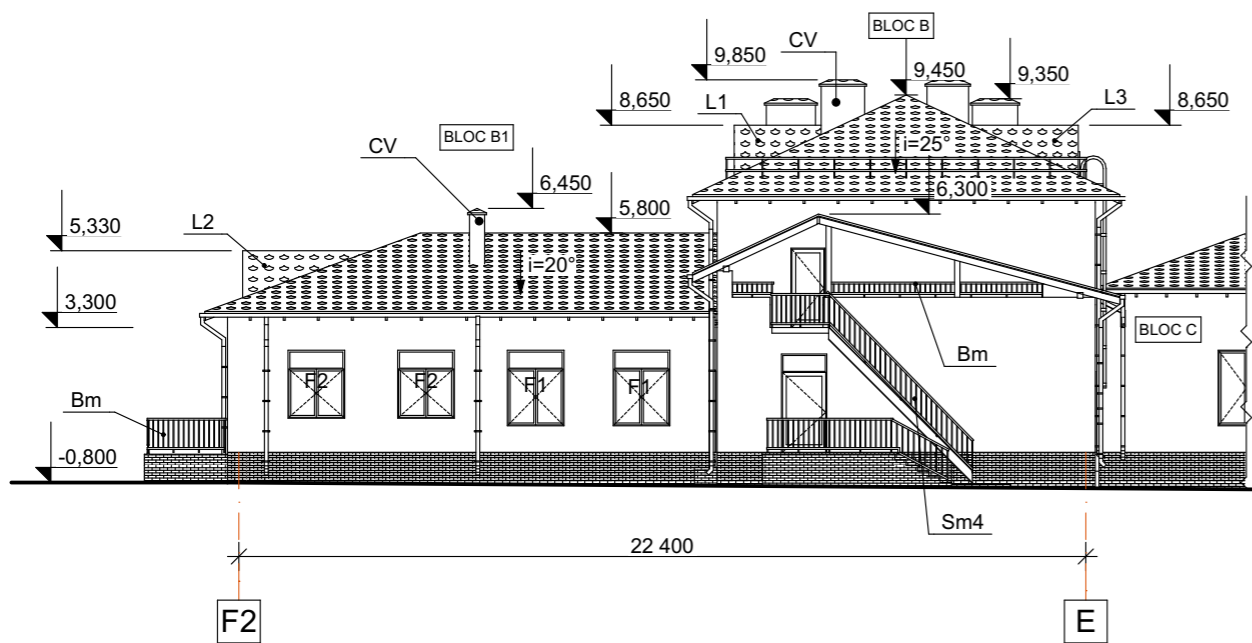 BLOC B
CV
9,850
9,450
9,350
L1
L3
8,650
8,650
BLOC B1
i=25°
CV
6,450
6,300
5,800
L2
5,330
i=20°
3,300
BLOC C
Bm
F2
F2
F1
F1
Bm
-0,800
Sm4
22 400
F2
E